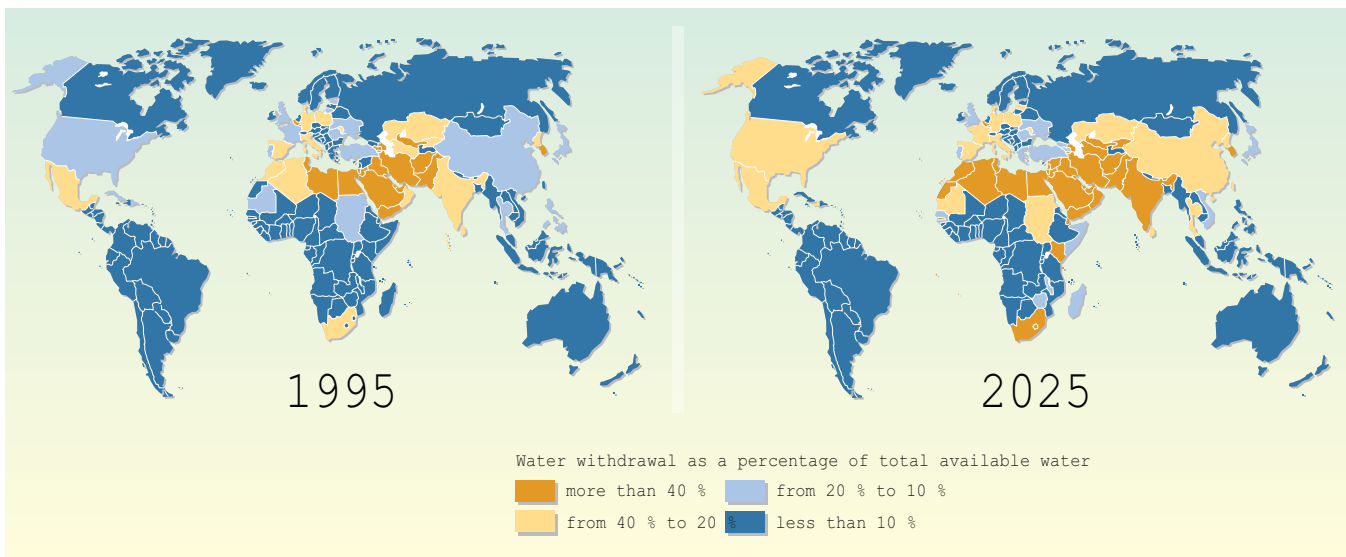 1995
2025
Water withdrawal as a percentage of total available water
more than 40 %
from 20 % to 10 %
from 40 % to 20 %
less than 10 %